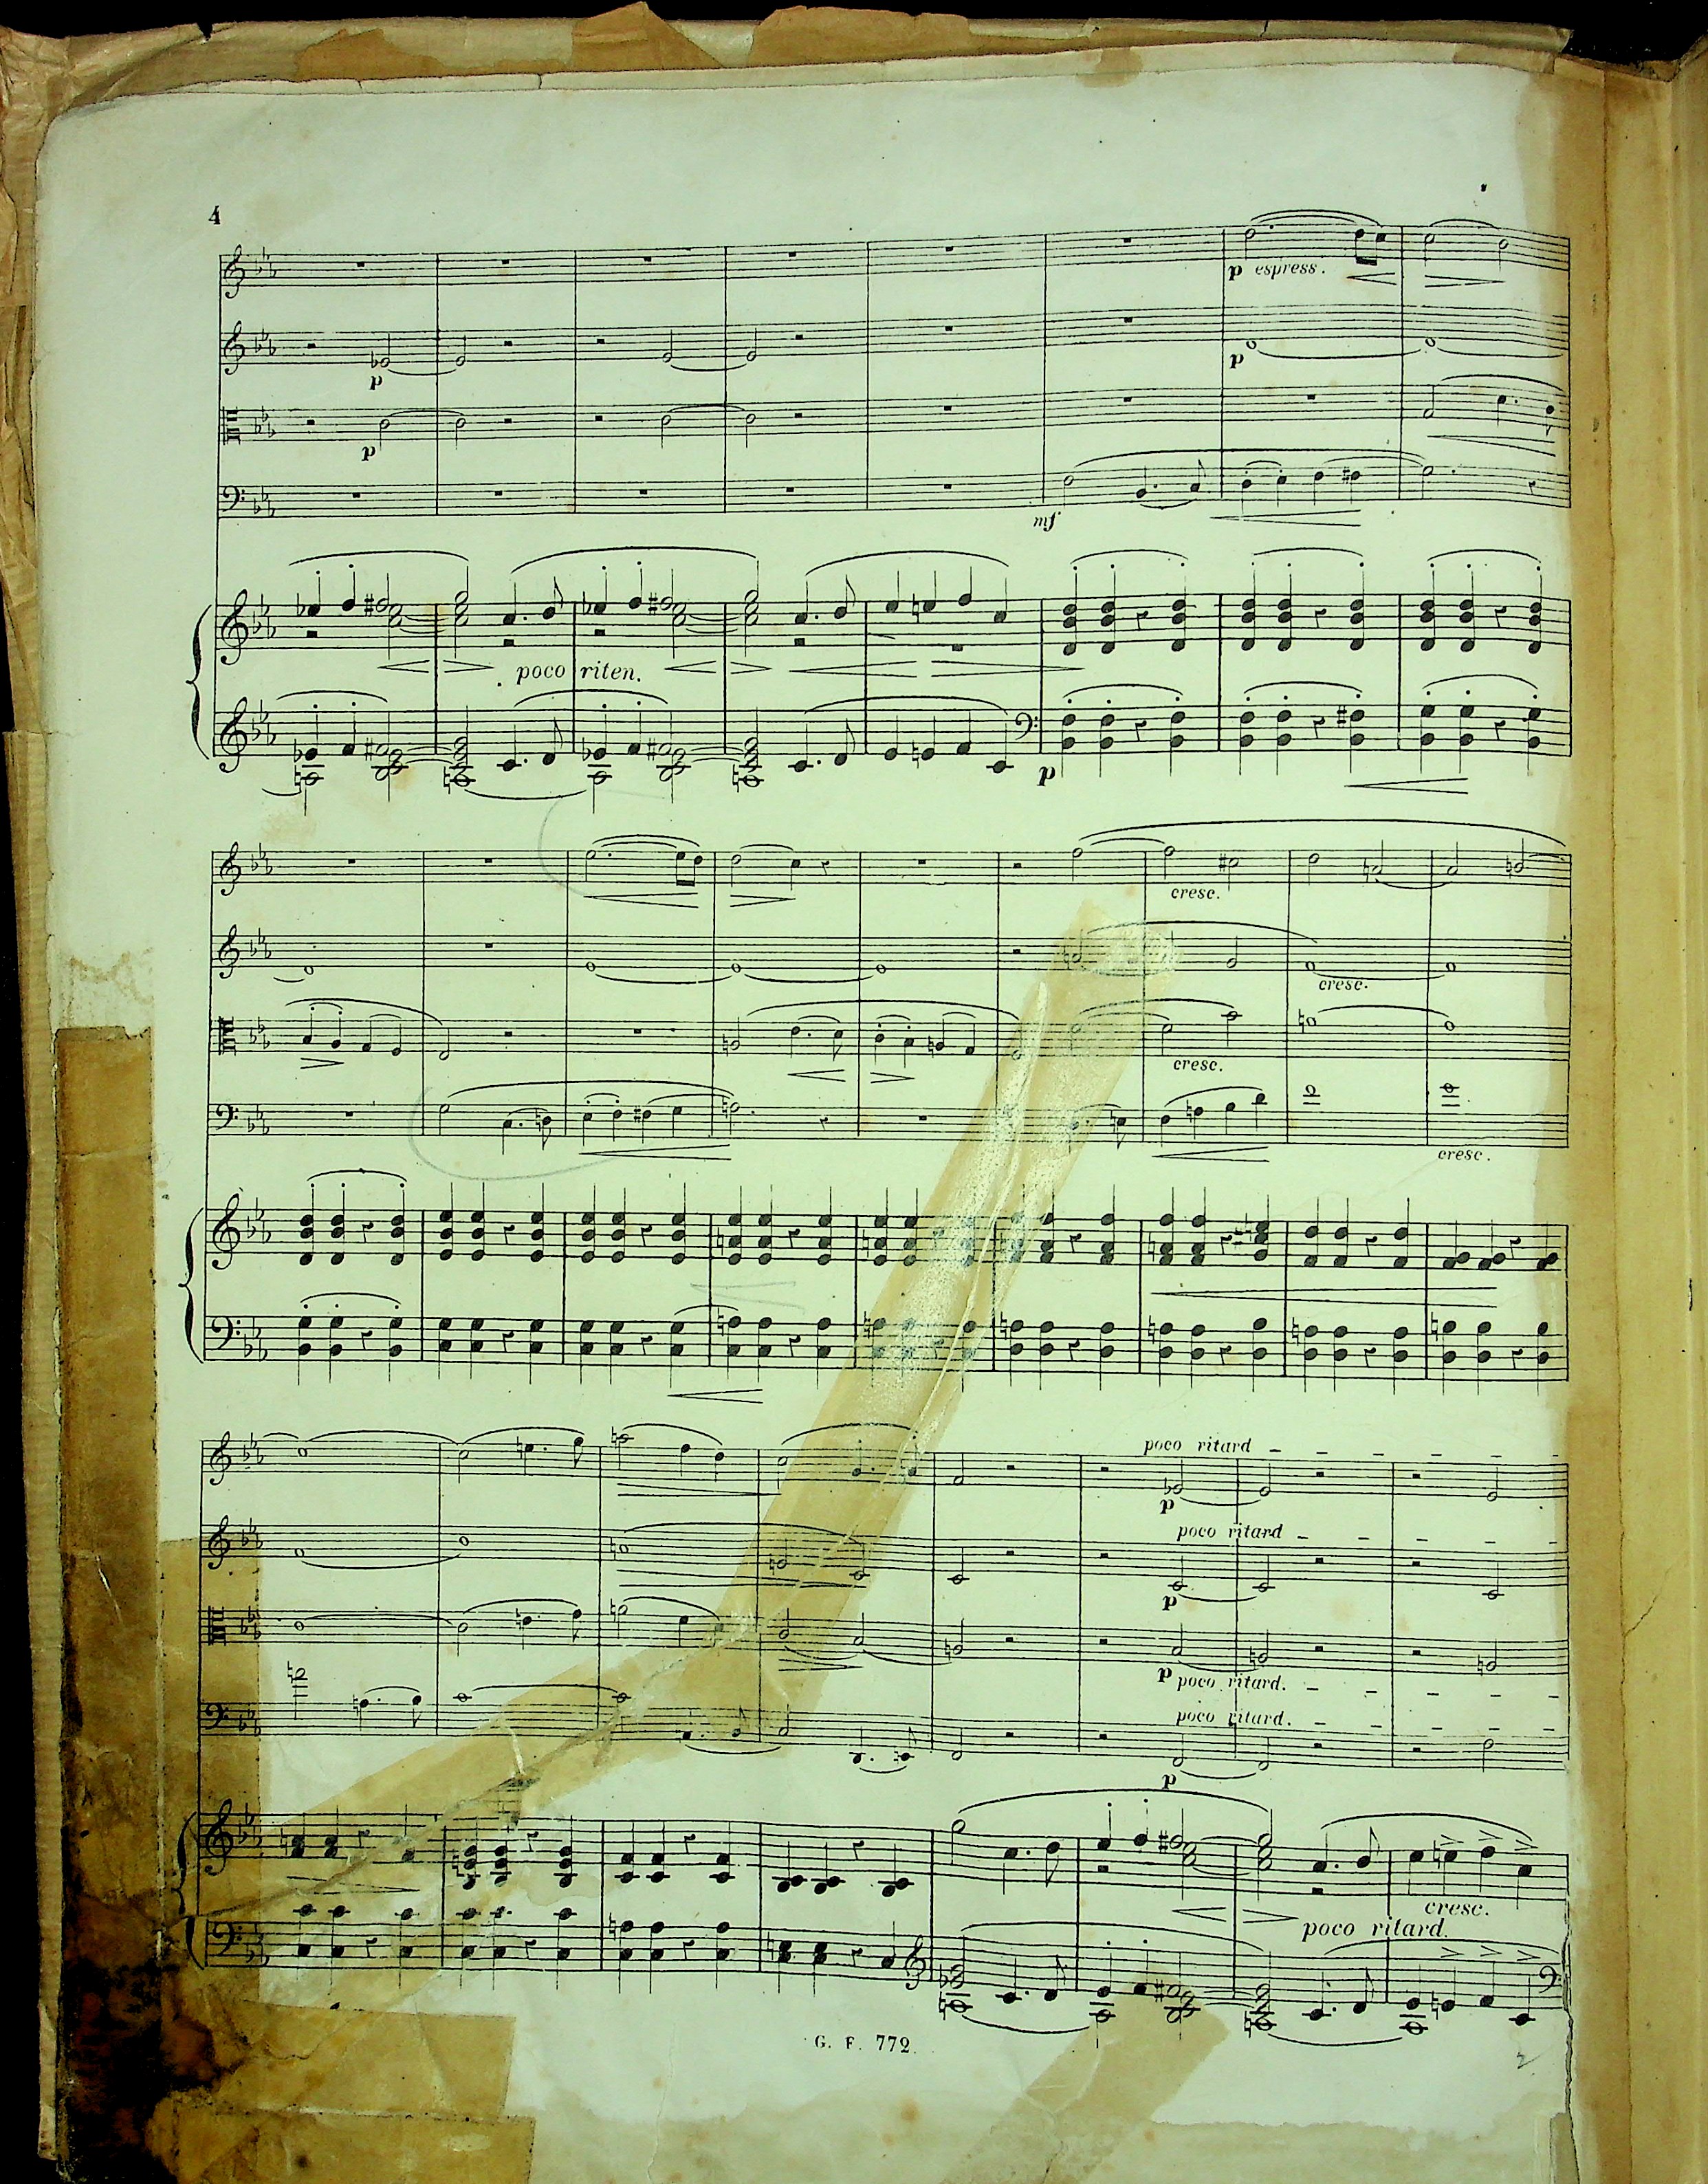 4
p espress.
p
p
p
mf
poco riten.
p
cresc.
cresc.
cresc.
cresc.
poco ritard
p
poco ritard
p
p poco ritard.
poco ritard.
p
cresc.
poco ritard.
G. F. 772.
2